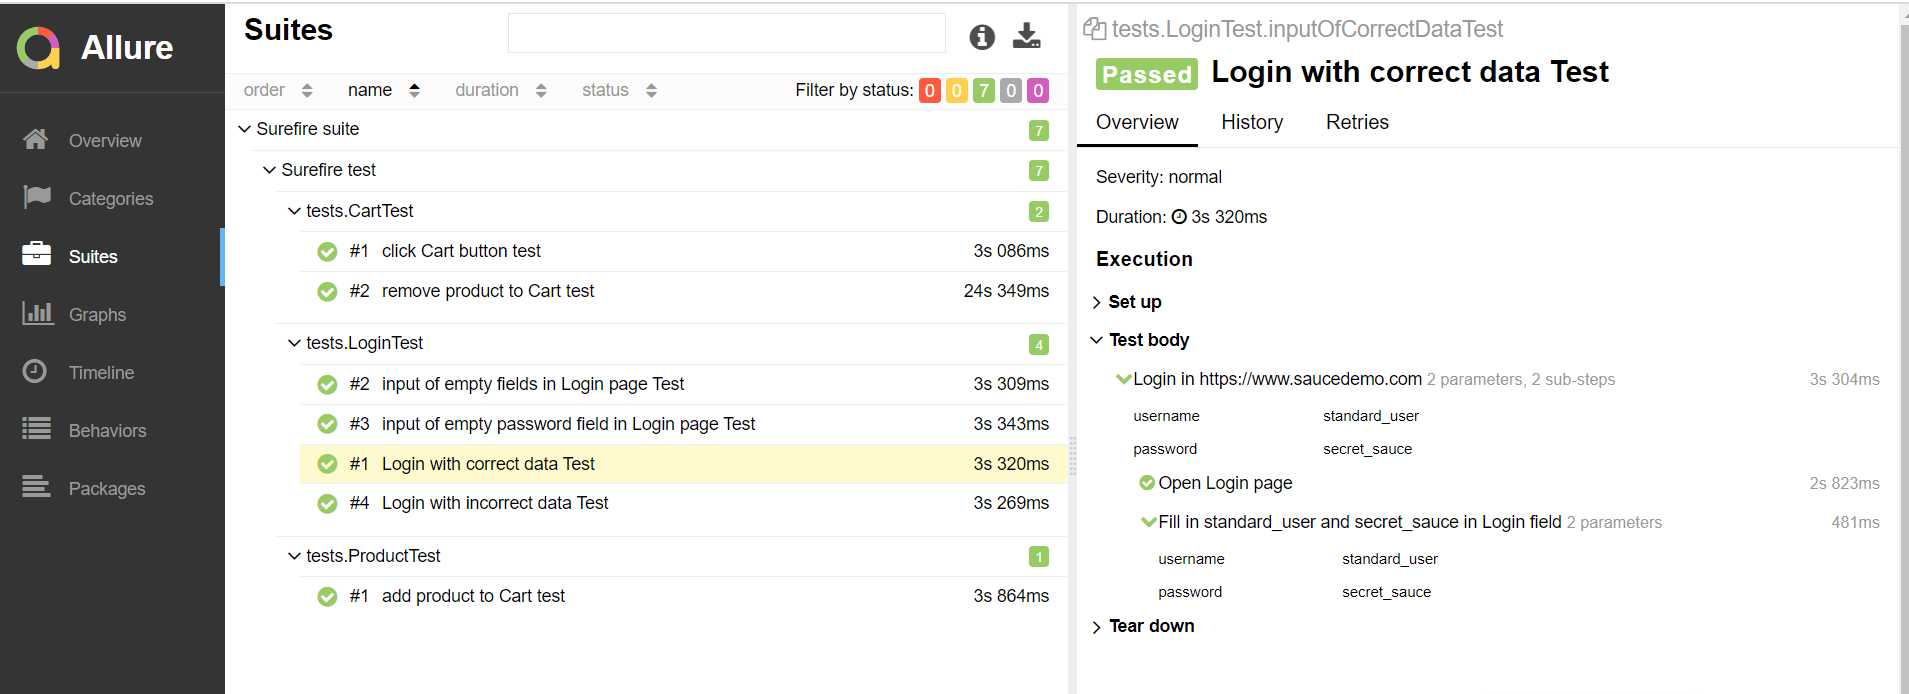 Allure
Overview
Categories
Suites
Graphs
Timeline
Behaviors
Packages
Suites
order name duration status Filter by status: 0 0 7 0 0
Surefire suite 7
Surefire test 7
tests.CartTest 2
#1 click Cart button test 3s 086ms
#2 remove product to Cart test 24s 349ms
tests.LoginTest 4
#2 input of empty fields in Login page Test 3s 309ms
#3 input of empty password field in Login page Test 3s 343ms
#1 Login with correct data Test 3s 320ms
#4 Login with incorrect data Test 3s 269ms
tests.ProductTest 1
#1 add product to Cart test 3s 864ms
tests.LoginTest.inputOfCorrectDataTest
Passed Login with correct data Test
Overview History Retries
Severity: normal
Duration: 3s 320ms
Execution
Set up
Test body
Login in https://www.saucedemo.com 2 parameters, 2 sub-steps 3s 304ms
username standard_user
password secret_sauce
Open Login page 2s 823ms
Fill in standard_user and secret_sauce in Login field 2 parameters 481ms
username standard_user
password secret_sauce
Tear down